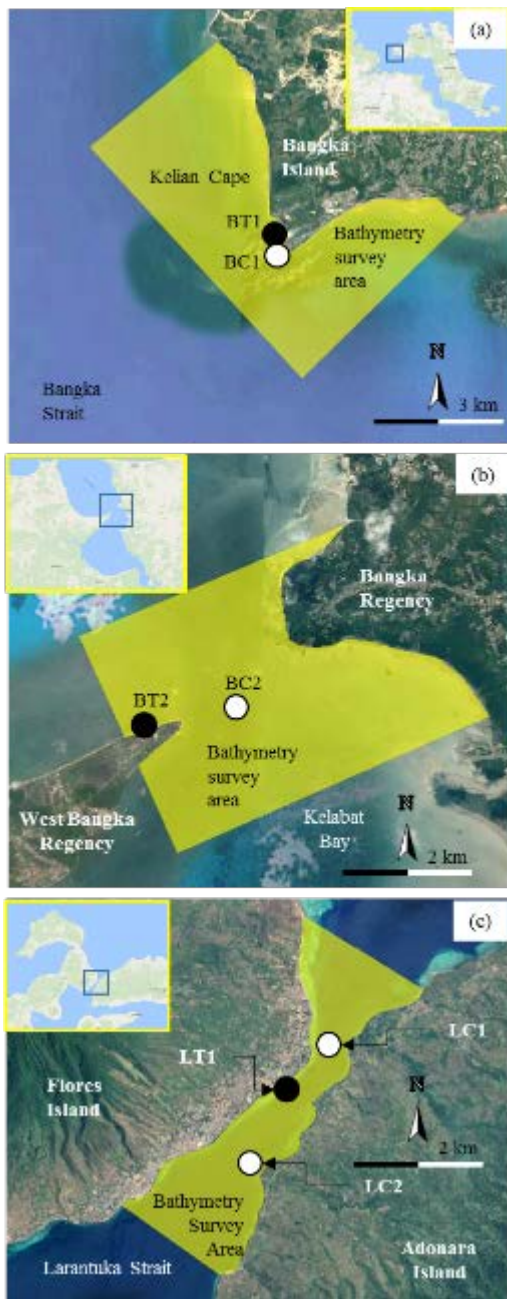 (a)
Bangka
Island
Kelian Cape
BT1
BC1
Bathymetry
survey
area
N
Bangka
Strait
3 km
(b)
Bangka
Regency
BC2
BT2
Bathymetry
survey
area
West Bangka
Regency
Kelabat
Bay
N
2 km
(c)
LC1
LT1
Flores
Island
N
2 km
LC2
Bathymetry
Survey
Area
Larantuka Strait
Adonara
Island